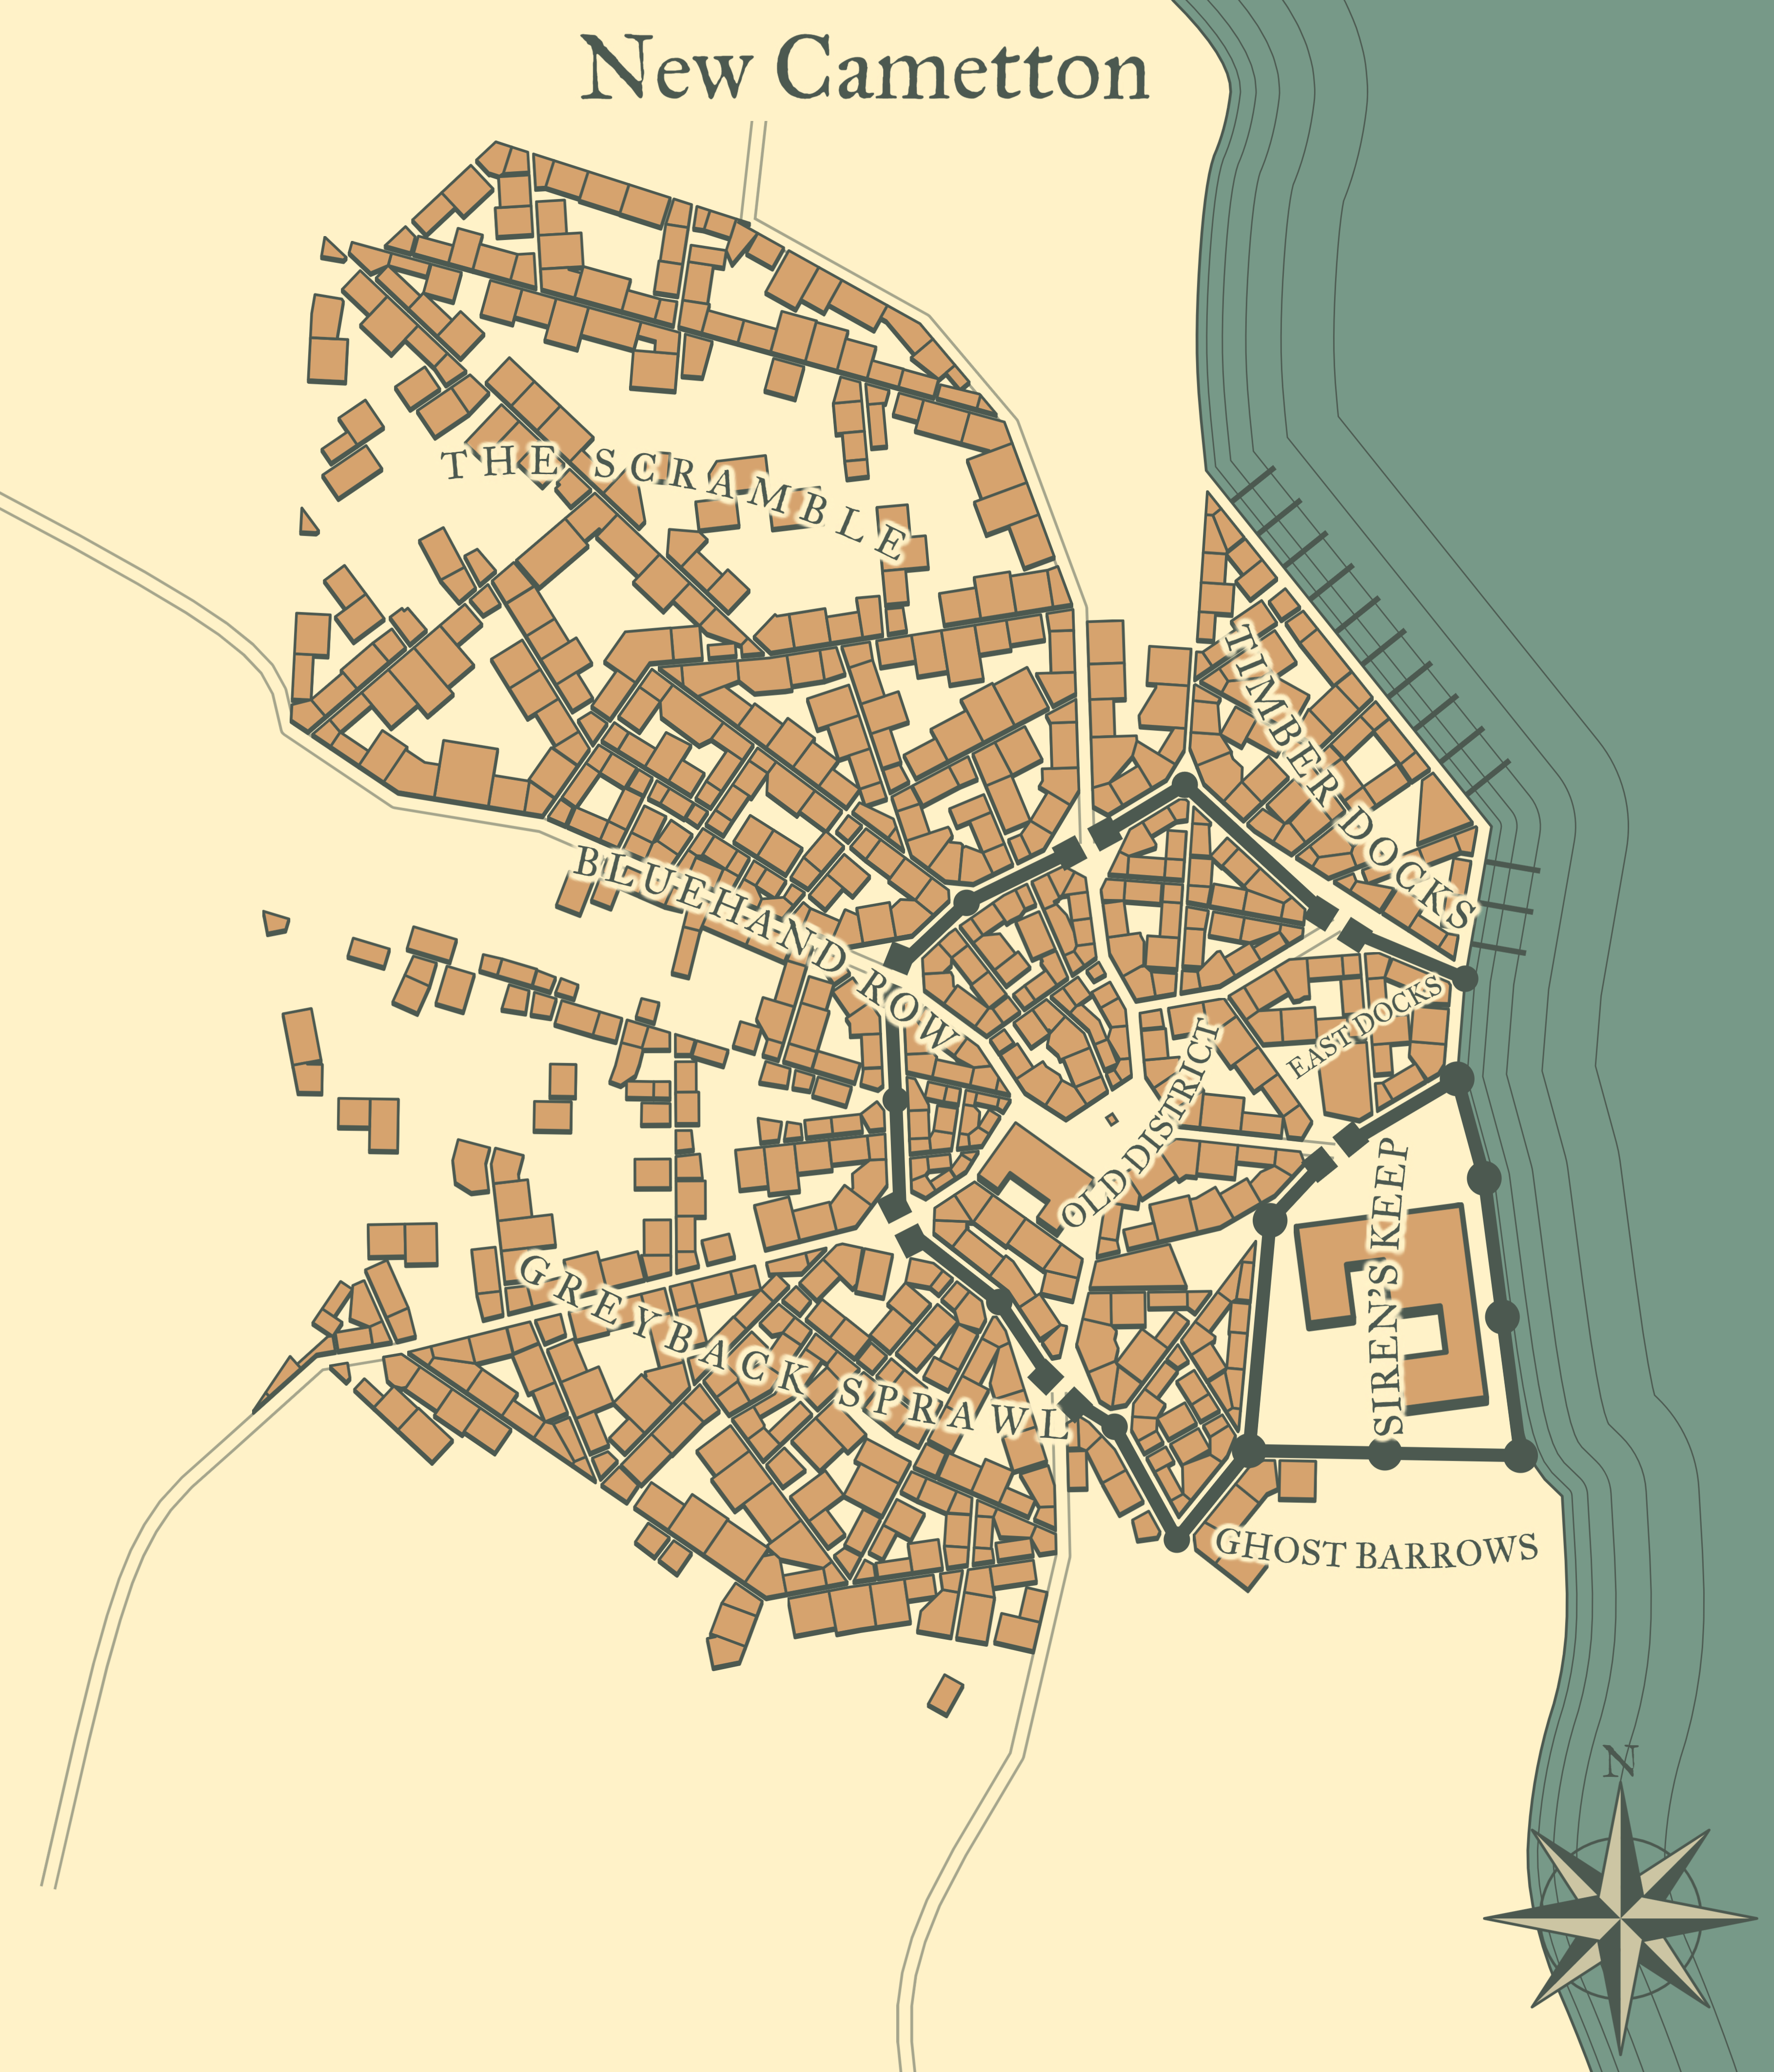 New Cametton
THE SCRAMBLE
TIMBER DOCKS
BLUEHAND ROW
EAST DOCKS
OLD DISTRICT
SIREN'S KEEP
GREYBACK SPRAWL
GHOST BARROWS
N